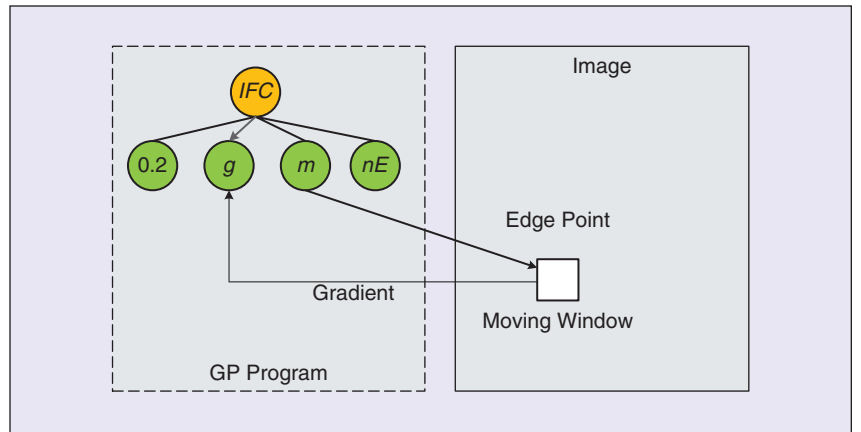 IFC
0.2
g
m
nE
Gradient
GP Program
Image
Edge Point
Moving Window